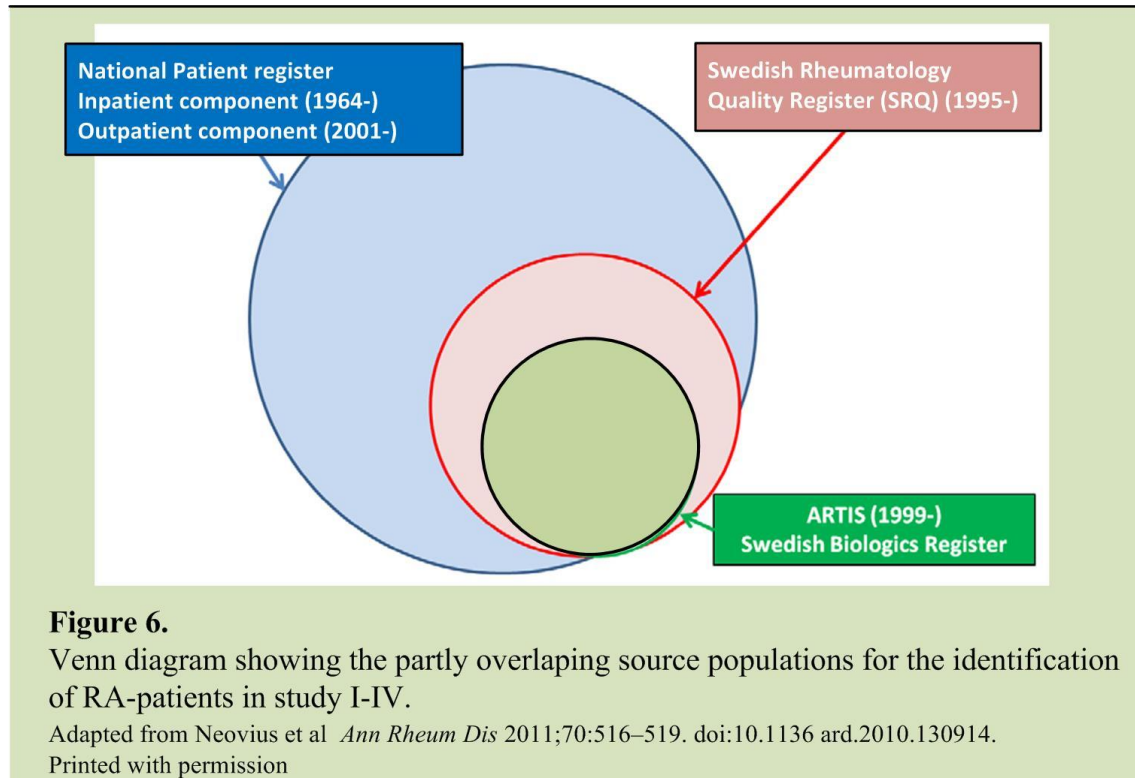 National Patient register
Inpatient component (1964-)
Outpatient component (2001-)
Swedish Rheumatology
Quality Register (SRQ) (1995-)
ARTIS (1999-)
Swedish Biologics Register
Figure 6.
Venn diagram showing the partly overlaping source populations for the identification
of RA-patients in study I-IV.
Adapted from Neovius et al Ann Rheum Dis 2011;70:516–519. doi:10.1136 ard.2010.130914.
Printed with permission